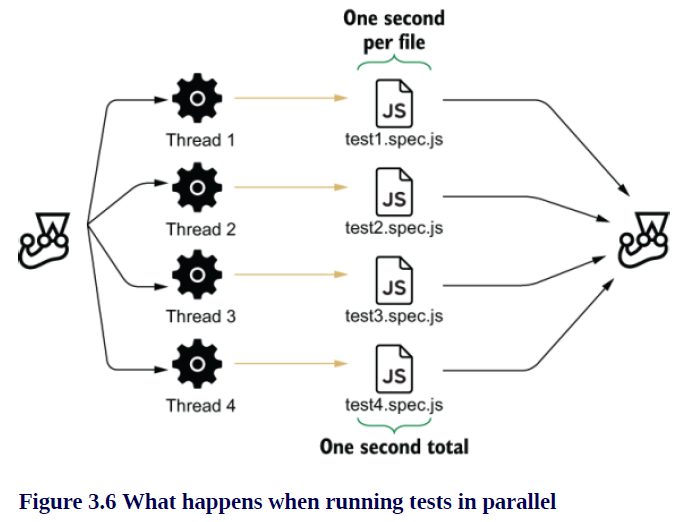 One second
per file
JS
Thread 1
test1.spec.js
JS
Thread 2
test2.spec.js
JS
Thread 3
test3.spec.js
JS
Thread 4
test4.spec.js
One second total
Figure 3.6 What happens when running tests in parallel